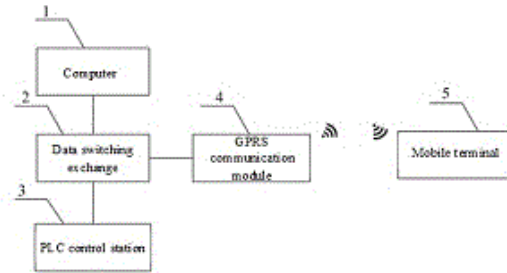 1
Computer
2
Data switching
exchange
4
GPRS
communication
module
5
Mobile terminal
3
PLC control station